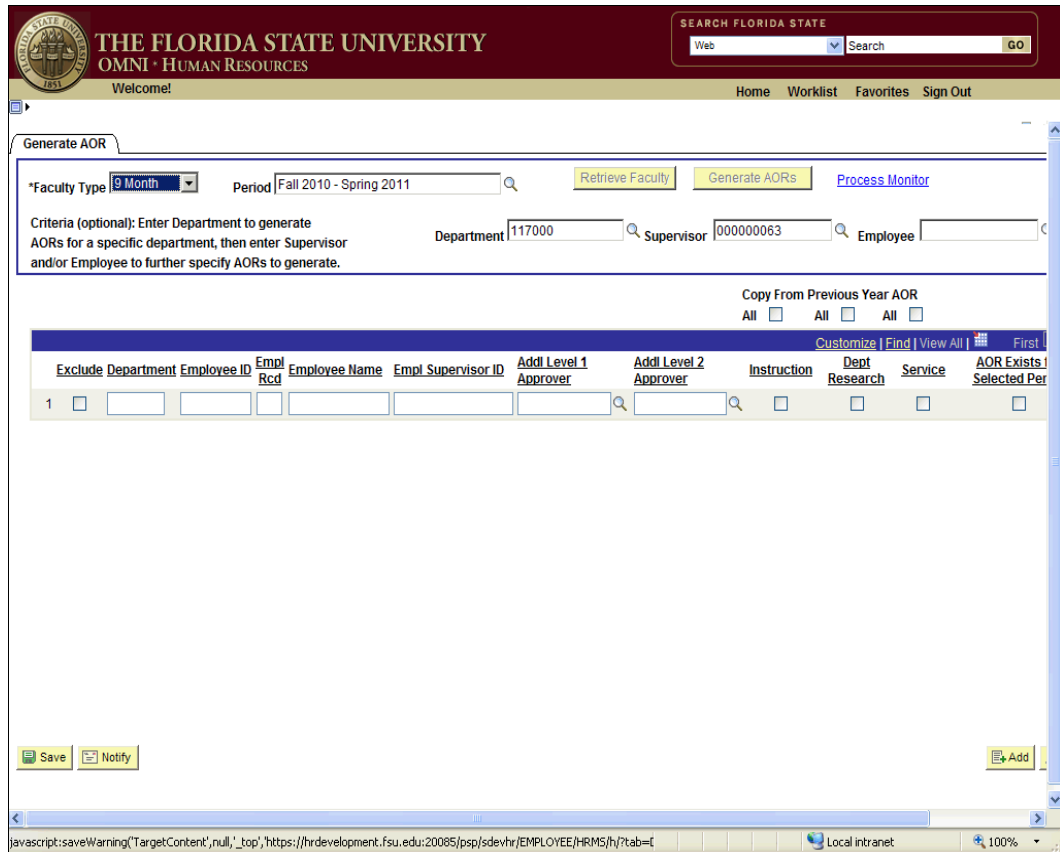 SEARCH FLORIDA STATE
THE FLORIDA STATE UNIVERSITY
OMNI · HUMAN RESOURCES
1851
Web
Search
GO
Welcome!
Home Worklist Favorites Sign Out
Generate AOR
*Faculty Type 9 Month Period Fall 2010 - Spring 2011 Retrieve Faculty Generate AORs Process Monitor
Criteria (optional): Enter Department to generate
AORs for a specific department, then enter Supervisor
and/or Employee to further specify AORs to generate.
Department 117000 Supervisor 000000063 Employee
Copy From Previous Year AOR
All All All
Customize | Find | View All | First
Exclude Department Employee ID Empl Rcd Employee Name Empl Supervisor ID Addl Level 1 Approver Addl Level 2 Approver Instruction Dept Research Service AOR Exists Selected Per
1
Save Notify Add
javascript:saveWarning('TargetContent',null,'_top','https://hrdevelopment.fsu.edu:20085/psp/sdevhr/EMPLOYEE/HRMS/h/?tab=D
Local intranet 100%